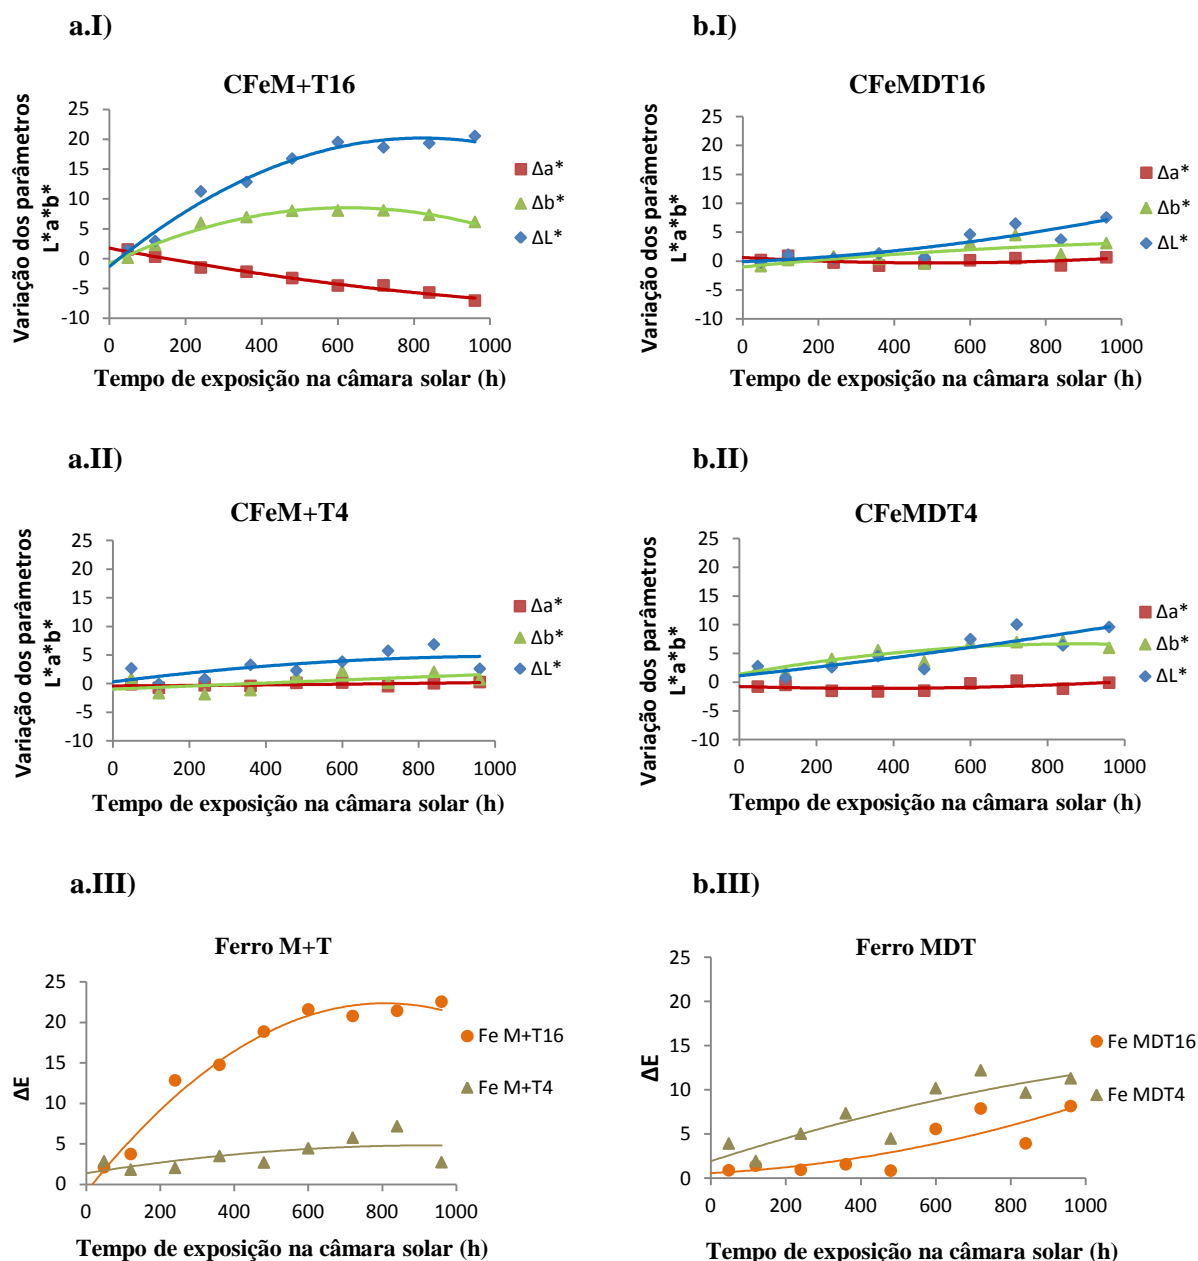 a.I)
CFeM+T16
Variação dos parâmetros
L*a*b*
25
20
15
10
5
0
-5
-10
0 200 400 600 800 1000
Tempo de exposição na câmara solar (h)
Δa*
Δb*
ΔL*
b.I)
CFeMDT16
Variação dos parâmetros
L*a*b*
25
20
15
10
5
0
-5
-10
0 200 400 600 800 1000
Tempo de exposição na câmara solar (h)
Δa*
Δb*
ΔL*
a.II)
CFeM+T4
Variação dos parâmetros
L*a*b*
25
20
15
10
5
0
-5
-10
0 200 400 600 800 1000
Tempo de exposição na câmara solar (h)
Δa*
Δb*
ΔL*
b.II)
CFeMDT4
Variação dos parâmetros
L*a*b*
25
20
15
10
5
0
-5
-10
0 200 400 600 800 1000
Tempo de exposição na câmara solar (h)
Δa*
Δb*
ΔL*
a.III)
Ferro M+T
ΔE
25
20
15
10
5
0
0 200 400 600 800 1000
Tempo de exposição na câmara solar (h)
Fe M+T16
Fe M+T4
b.III)
Ferro MDT
ΔE
25
20
15
10
5
0
0 200 400 600 800 1000
Tempo de exposição na câmara solar (h)
Fe MDT16
Fe MDT4